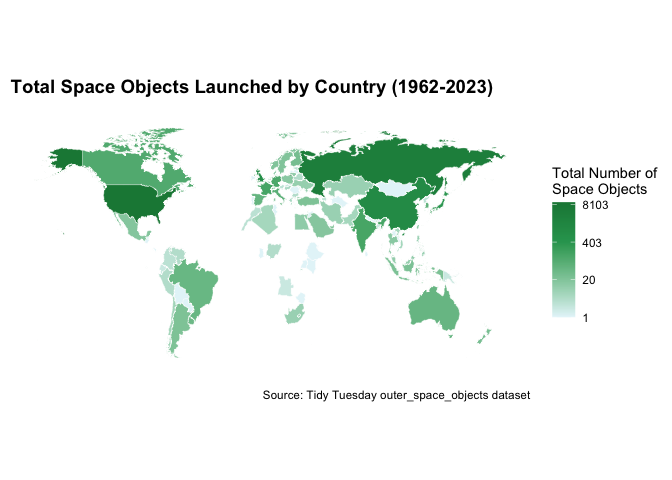 Total Space Objects Launched by Country (1962-2023)
Total Number of
Space Objects
8103
403
20
1
Source: Tidy Tuesday outer_space_objects dataset